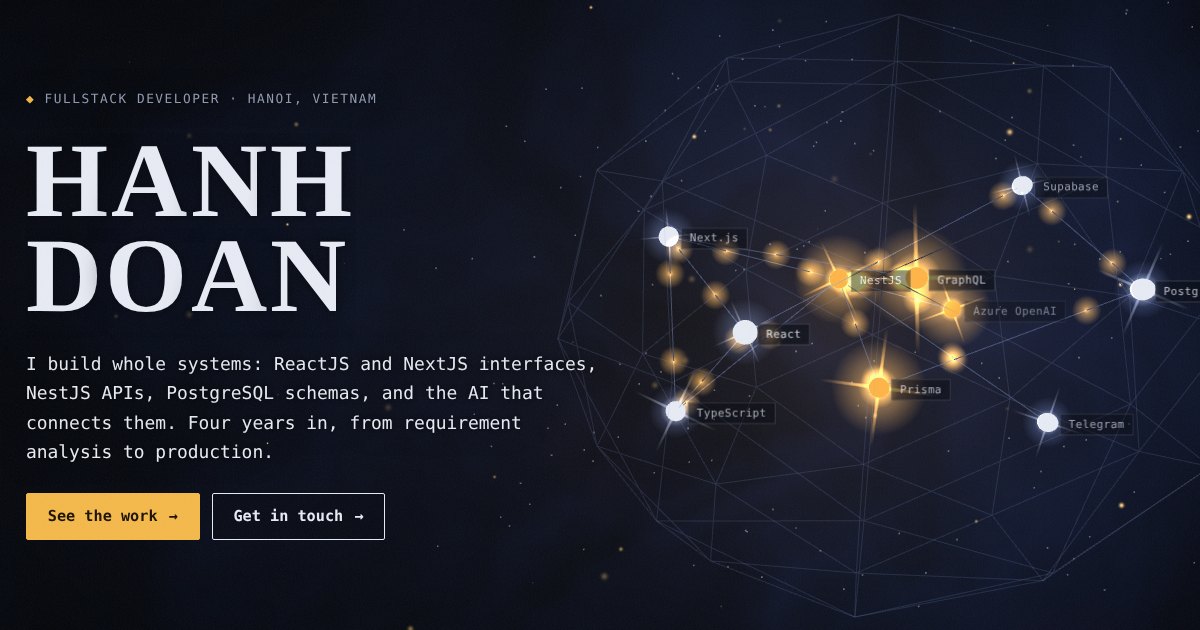 ◆ FULLSTACK DEVELOPER · HANOI, VIETNAM
HANH
DOAN
I build whole systems: ReactJS and NextJS interfaces,
NestJS APIs, PostgreSQL schemas, and the AI that
connects them. Four years in, from requirement
analysis to production.
See the work →
Get in touch →
Supabase
Next.js
NestJS
GraphQL
Postg
Azure OpenAI
React
Prisma
TypeScript
Telegram